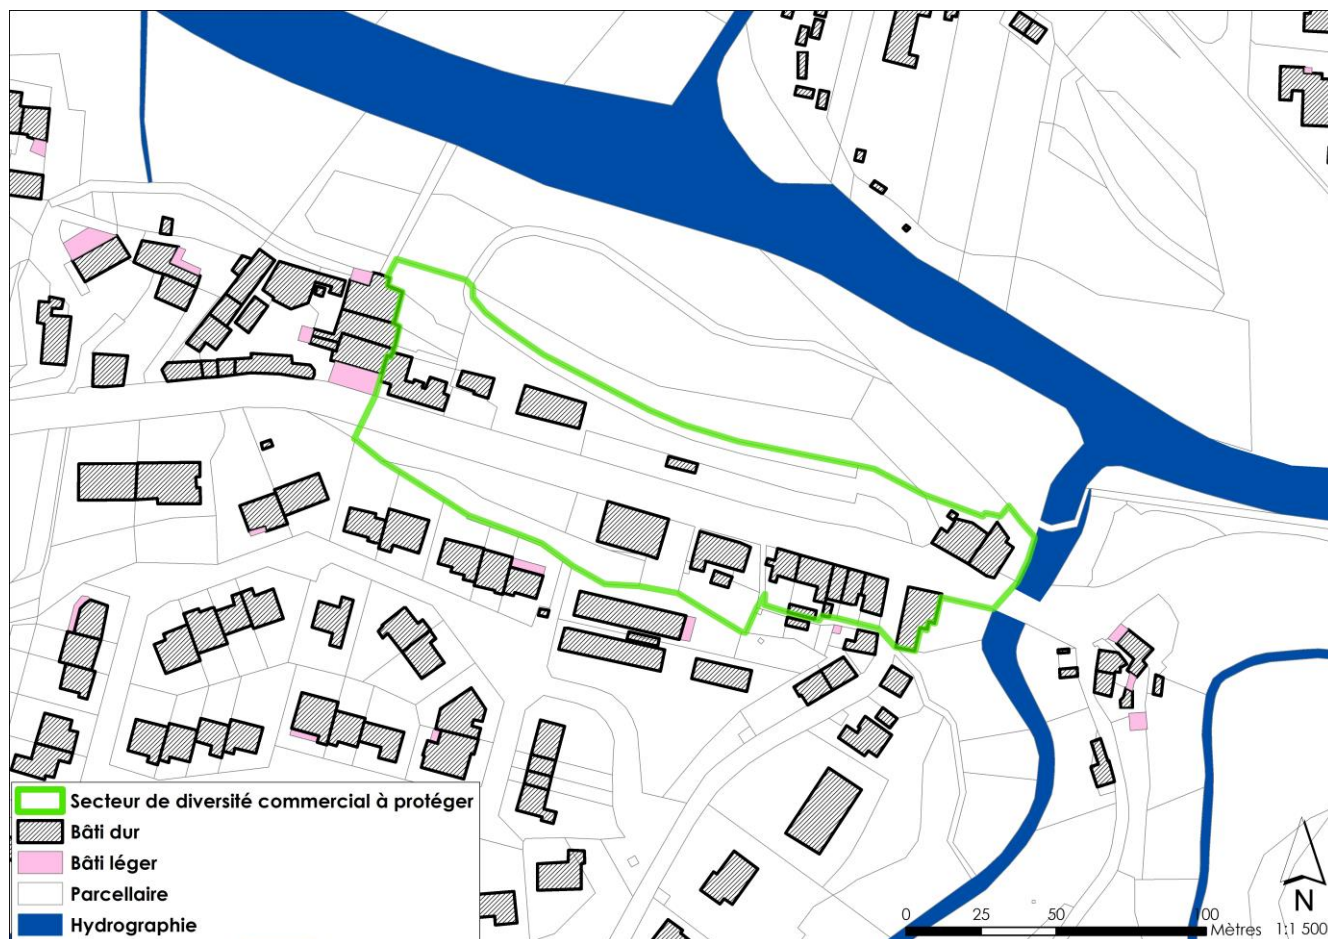 Secteur de diversité commercial à protéger
Bâti dur
Bâti léger
Parcellaire
Hydrographie
0 25 50 100
Mètres 1:1 500
N